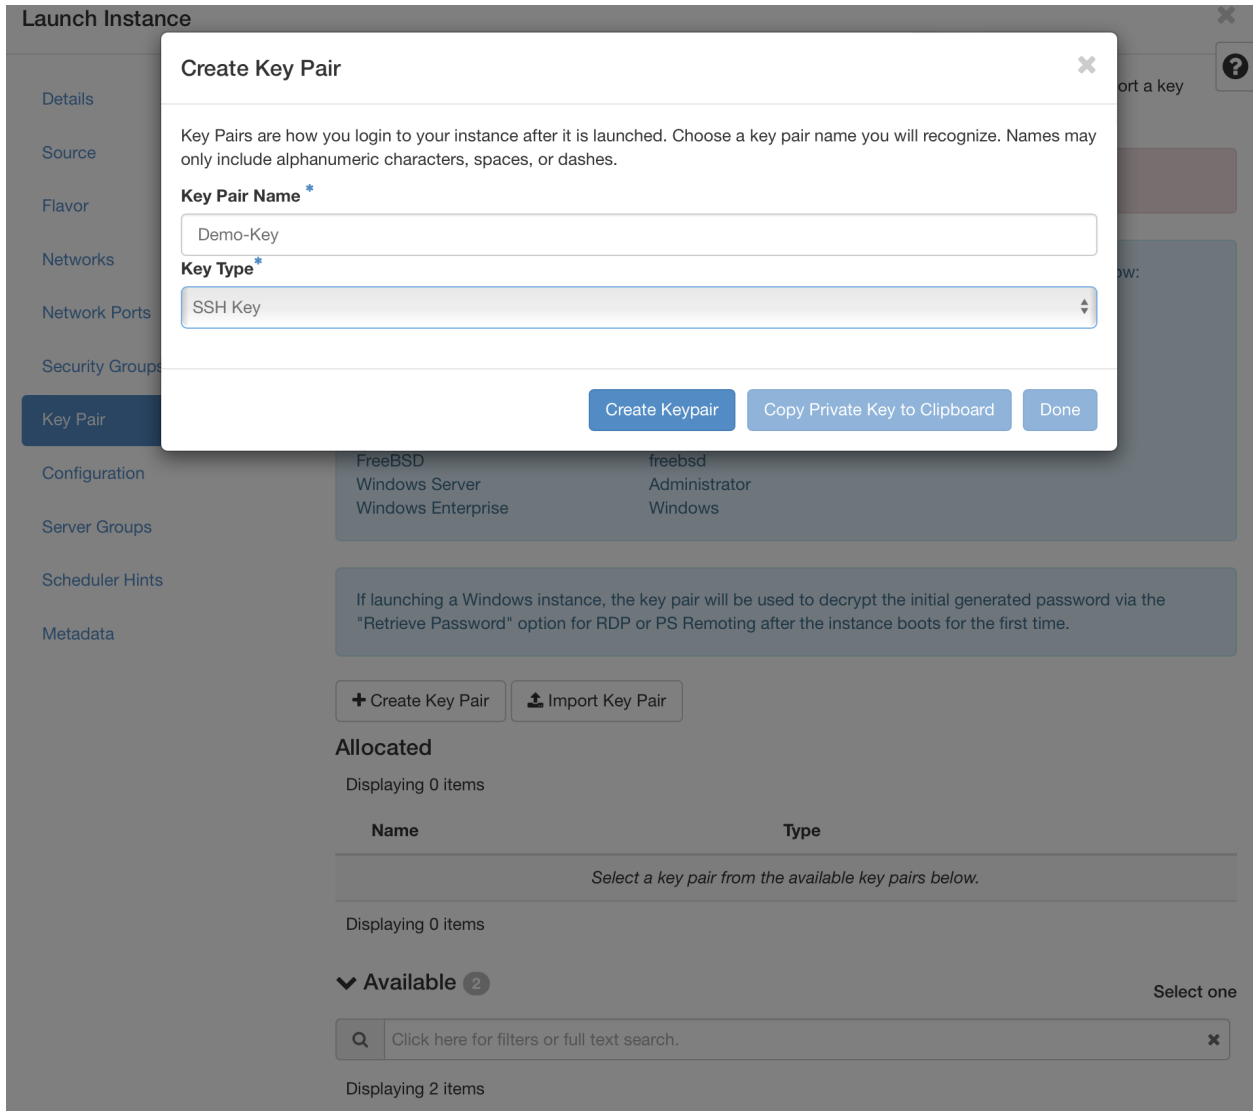 Launch Instance
Create Key Pair
ort a key
Details
Key Pairs are how you login to your instance after it is launched. Choose a key pair name you will recognize. Names may
only include alphanumeric characters, spaces, or dashes.
Source
Key Pair Name *
Flavor
Demo-Key
Networks
Key Type*
ow:
SSH Key
Network Ports
Security Groups
Key Pair
Create Keypair
Copy Private Key to Clipboard
Done
FreeBSD freebsd
Configuration
Windows Server Administrator
Windows Enterprise Windows
Server Groups
Scheduler Hints
If launching a Windows instance, the key pair will be used to decrypt the initial generated password via the
"Retrieve Password" option for RDP or PS Remoting after the instance boots for the first time.
Metadata
Create Key Pair
Import Key Pair
Allocated
Displaying 0 items
Name Type
Select a key pair from the available key pairs below.
Displaying 0 items
Available 2
Select one
Click here for filters or full text search.
Displaying 2 items